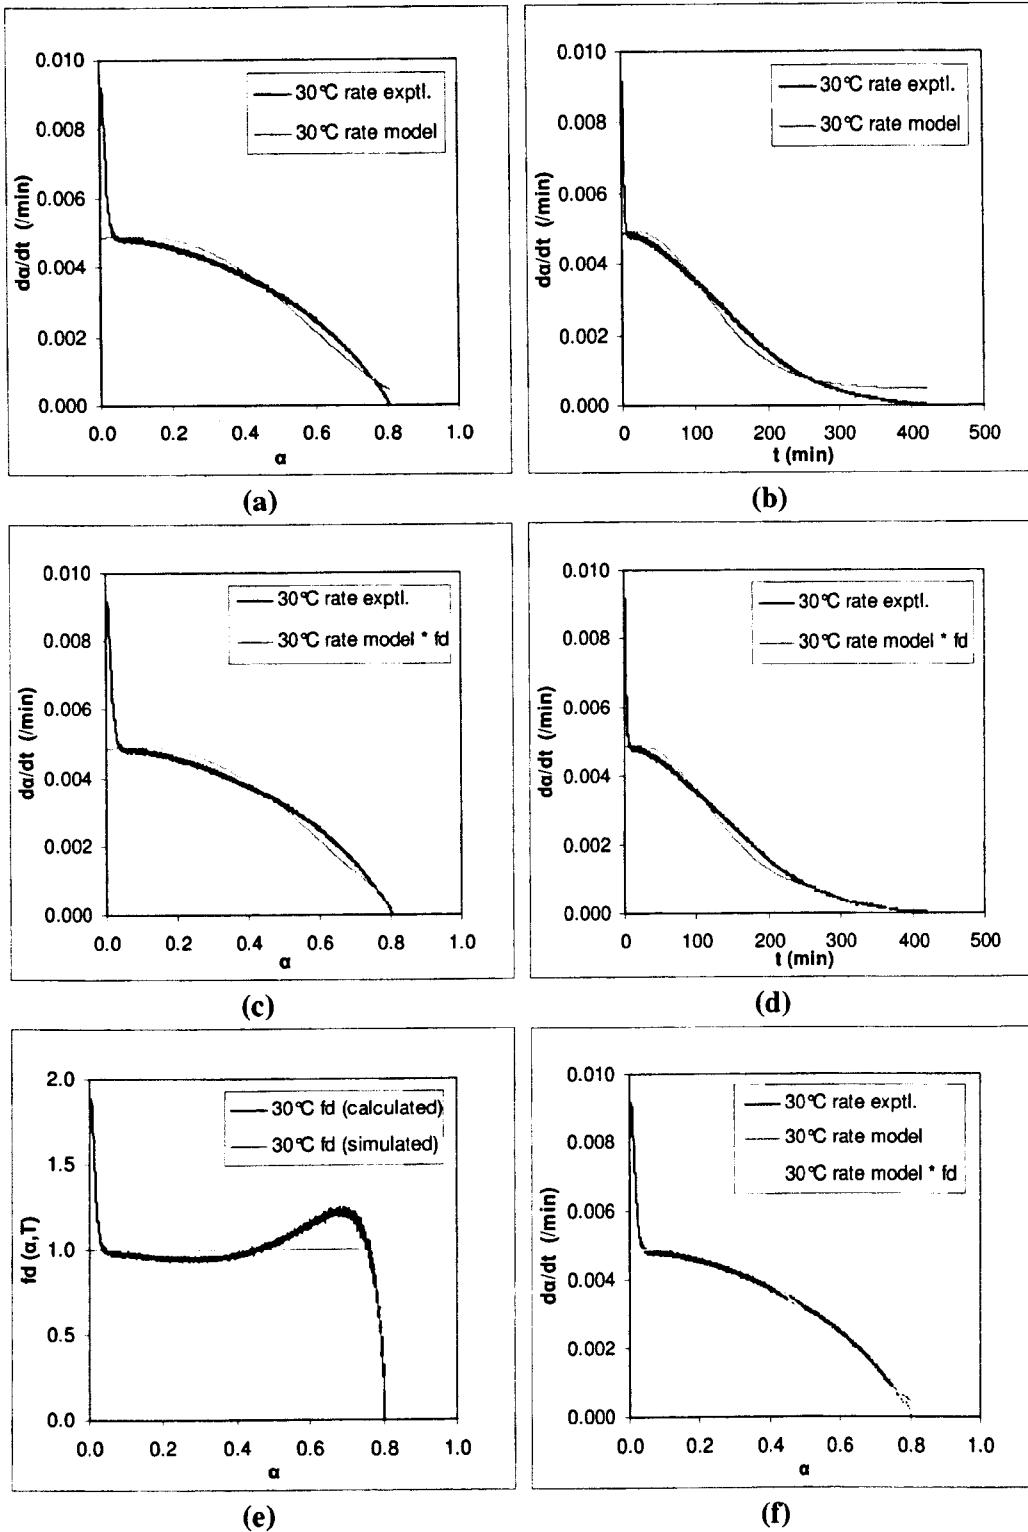 0.010
0.008
0.006
0.004
0.002
0.000
dα/dt (/min)
30°C rate exptl.
30°C rate model
0.0 0.2 0.4 0.6 0.8 1.0
α
(a)
0.010
0.008
0.006
0.004
0.002
0.000
dα/dt (/min)
30°C rate exptl.
30°C rate model
0 100 200 300 400 500
t (min)
(b)
0.010
0.008
0.006
0.004
0.002
0.000
dα/dt (/min)
30°C rate exptl.
30°C rate model * fd
0.0 0.2 0.4 0.6 0.8 1.0
α
(c)
0.010
0.008
0.006
0.004
0.002
0.000
dα/dt (/min)
30°C rate exptl.
30°C rate model * fd
0 100 200 300 400 500
t (min)
(d)
2.0
1.5
1.0
0.5
0.0
fd (α,T)
30°C fd (calculated)
30°C fd (simulated)
0.0 0.2 0.4 0.6 0.8 1.0
α
(e)
0.010
0.008
0.006
0.004
0.002
0.000
dα/dt (/min)
30°C rate exptl.
30°C rate model
30°C rate model * fd
0.0 0.2 0.4 0.6 0.8 1.0
α
(f)